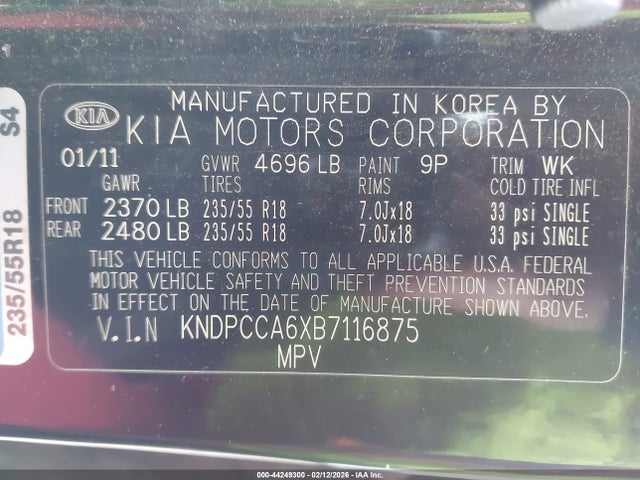 KIA
MANUFACTURED IN KOREA BY
KIA MOTORS CORPORATION
01/11 GVWR 4696 LB PAINT 9P TRIM WK
GAWR TIRES RIMS COLD TIRE INFL
FRONT 2370 LB 235/55 R18 7.0Jx18 33 psi SINGLE
REAR 2480 LB 235/55 R18 7.0Jx18 33 psi SINGLE
THIS VEHICLE CONFORMS TO ALL APPLICABLE U.S.A. FEDERAL
MOTOR VEHICLE SAFETY AND THEFT PREVENTION STANDARDS
IN EFFECT ON THE DATE OF MANUFACTURE SHOWN ABOVE.
V.I.N KNDPCCA6XB7116875
MPV
235/55R18 S4
000-44249300 - 02/12/2026 - IAA Inc.